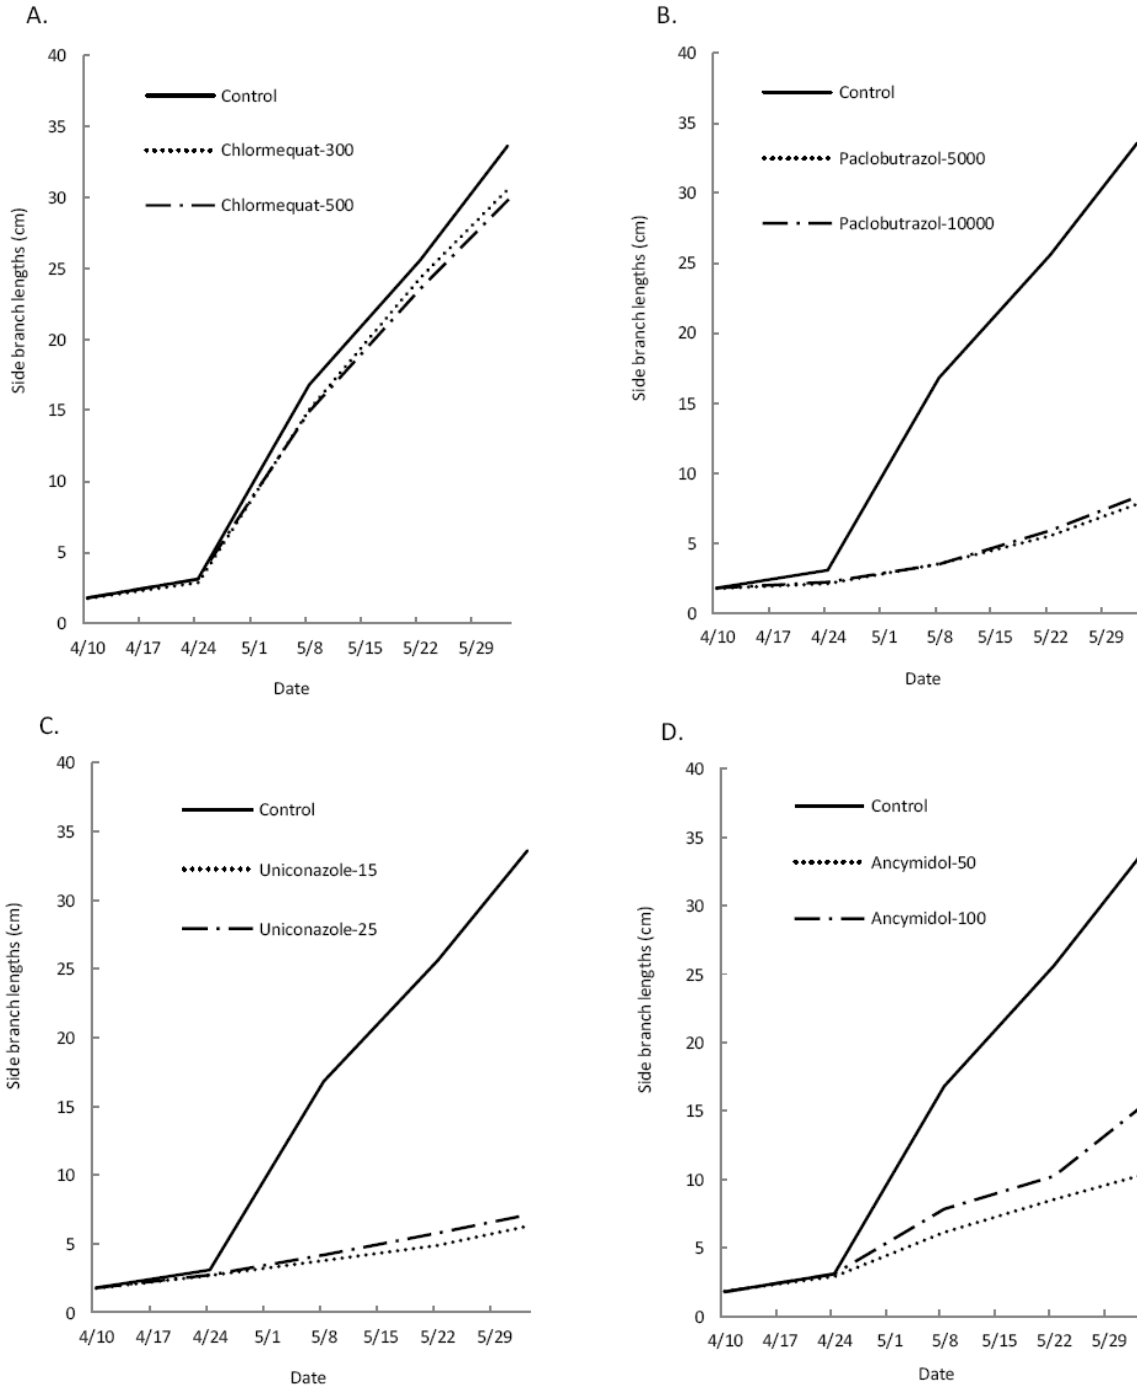 A.
40
35
30
25
20
15
10
5
0
Side branch lengths (cm)
Control
Chlormequat-300
Chlormequat-500
4/10 4/17 4/24 5/1 5/8 5/15 5/22 5/29
Date
B.
40
35
30
25
20
15
10
5
0
Side branch lengths (cm)
Control
Paclobutrazol-5000
Paclobutrazol-10000
4/10 4/17 4/24 5/1 5/8 5/15 5/22 5/29
Date
C.
40
35
30
25
20
15
10
5
0
Side branch lengths (cm)
Control
Uniconazole-15
Uniconazole-25
4/10 4/17 4/24 5/1 5/8 5/15 5/22 5/29
Date
D.
40
35
30
25
20
15
10
5
0
Side branch lengths (cm)
Control
Ancymidol-50
Ancymidol-100
4/10 4/17 4/24 5/1 5/8 5/15 5/22 5/29
Date